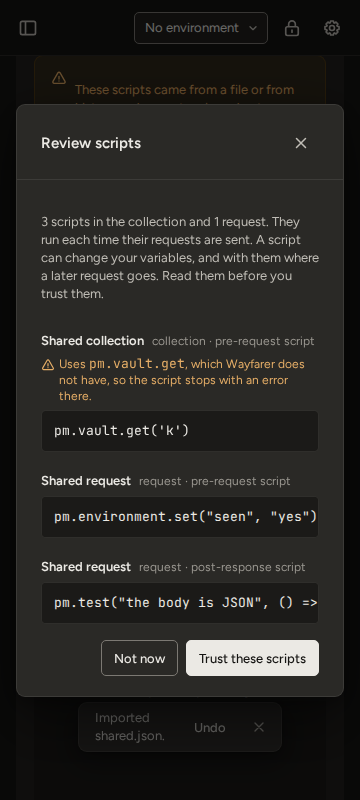 No environment
These scripts came from a file or from
Review scripts
3 scripts in the collection and 1 request. They
run each time their requests are sent. A script
can change your variables, and with them where
a later request goes. Read them before you
trust them.
Shared collection collection · pre-request script
Uses pm.vault.get, which Wayfarer does
not have, so the script stops with an error
there.
pm.vault.get('k')
Shared request request · pre-request script
pm.environment.set("seen", "yes")
Shared request request · post-response script
pm.test("the body is JSON", () =>
Not now
Trust these scripts
Imported
shared.json.
Undo